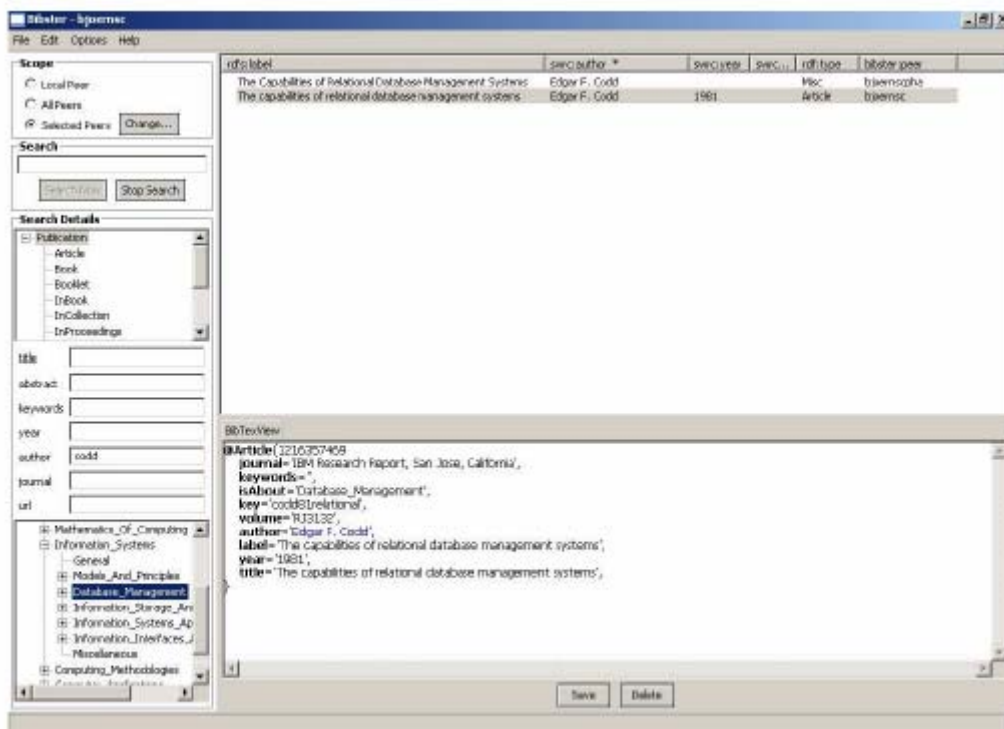 Bibster - bjoernsc
File Edit Options Help
Scope
Local Peer
All Peers
Selected Peers Change...
Search
Stop Search
Search Details
Publication
Article
Book
Booklet
InBook
InCollection
InProceedings
title
abstract
keywords
year
author codd
journal
url
Mathematics_Of_Computing
Information_Systems
General
Models_And_Principles
Database_Management
Information_Storage_An
Information_Systems_Ap
Information_Interfaces_
Miscellaneous
Computing_Methodologies
rdfs:label swrc:author swrc:year swrc... rdf:type bibster:peer
The Capabilities of Relational Database Management Systems Edgar F. Codd Misc
The capabilities of relational database management systems Edgar F. Codd 1981 Article bjoernsc
BibTexView
@Article{1216357469
journal='IBM Research Report, San Jose, California',
keywords='',
isAbout='Database_Management',
key='codd81relational',
volume='RJ3132',
author='Edgar F. Codd',
label='The capabilities of relational database management systems',
year='1981',
title='The capabilities of relational database management systems',
}
Save Delete